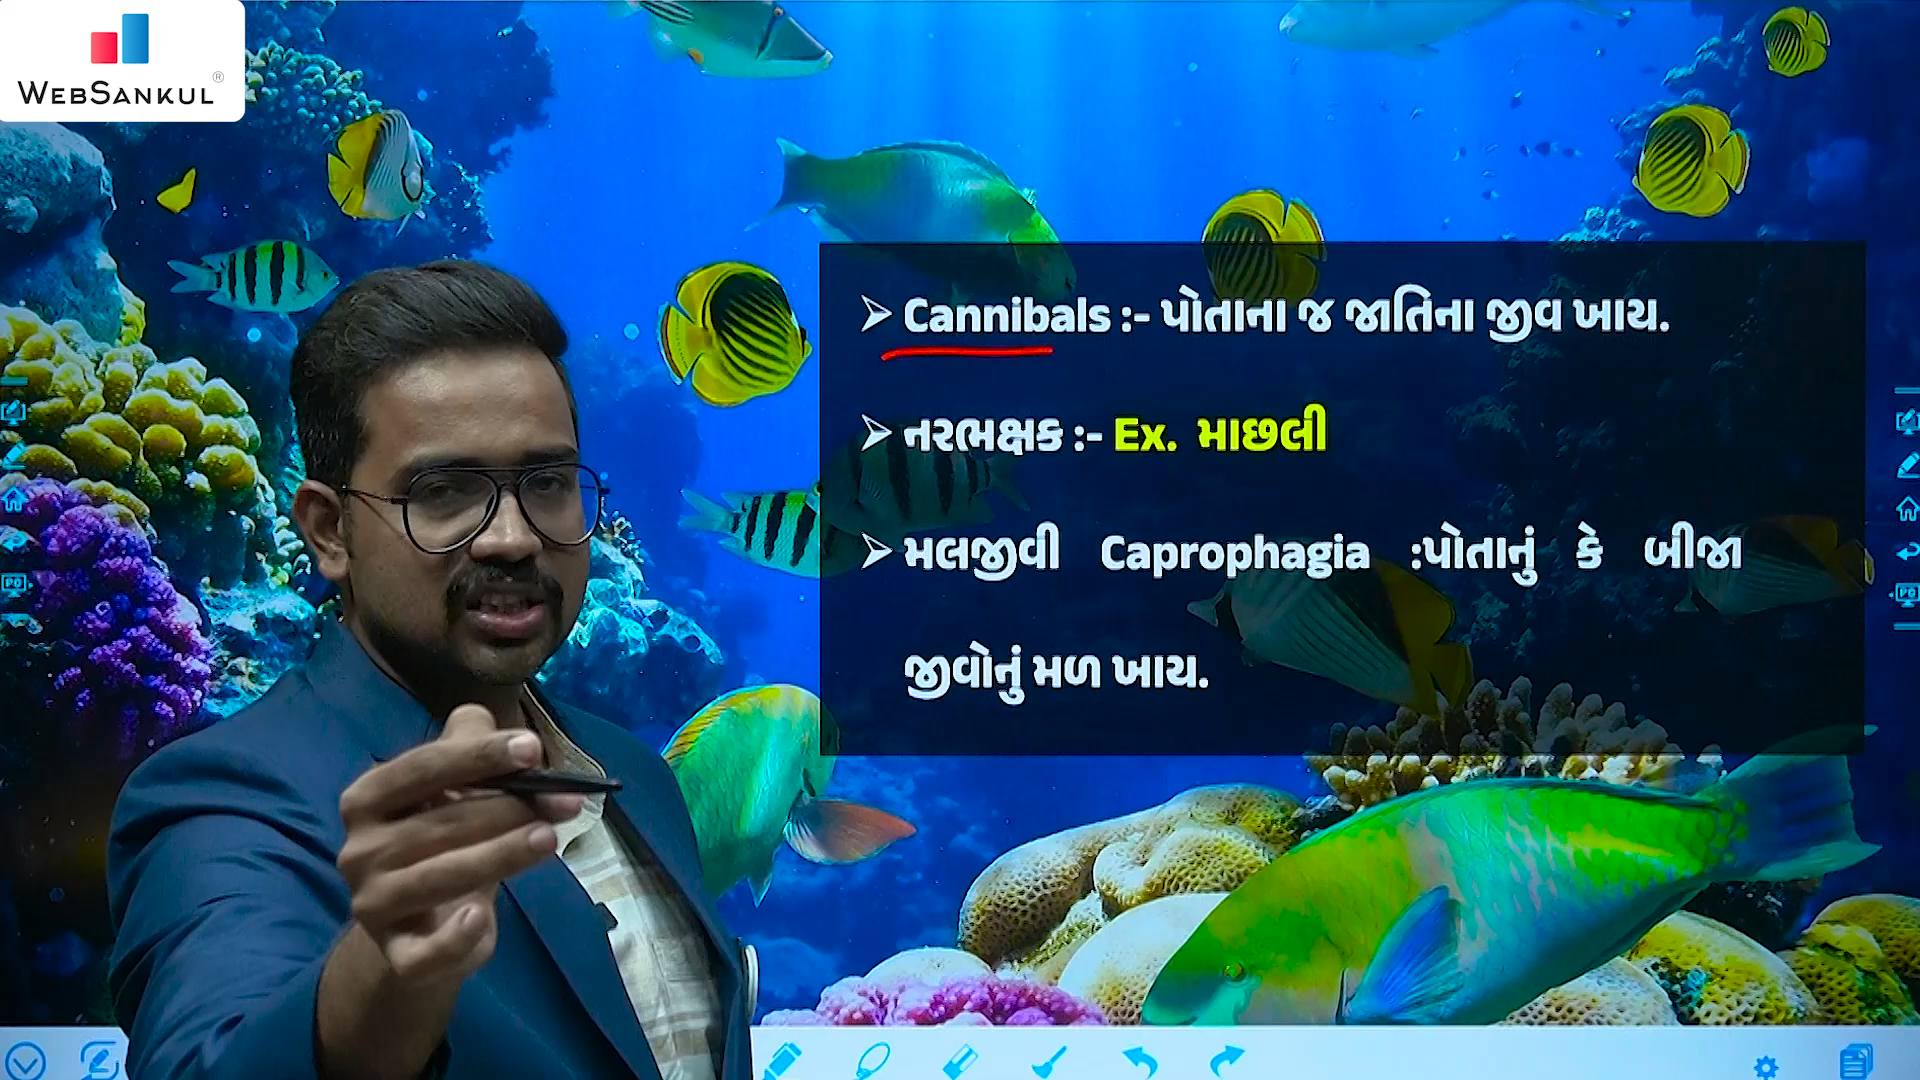 WEBSANKUL®
➤ Cannibals :- પોતાના જ જાતિના જીવ ખાય.
➤ નરભક્ષક :- Ex. માછલી
➤ મલજીવી Caprophagia :પોતાનું કે બીજા
જીવોનું મળ ખાય.